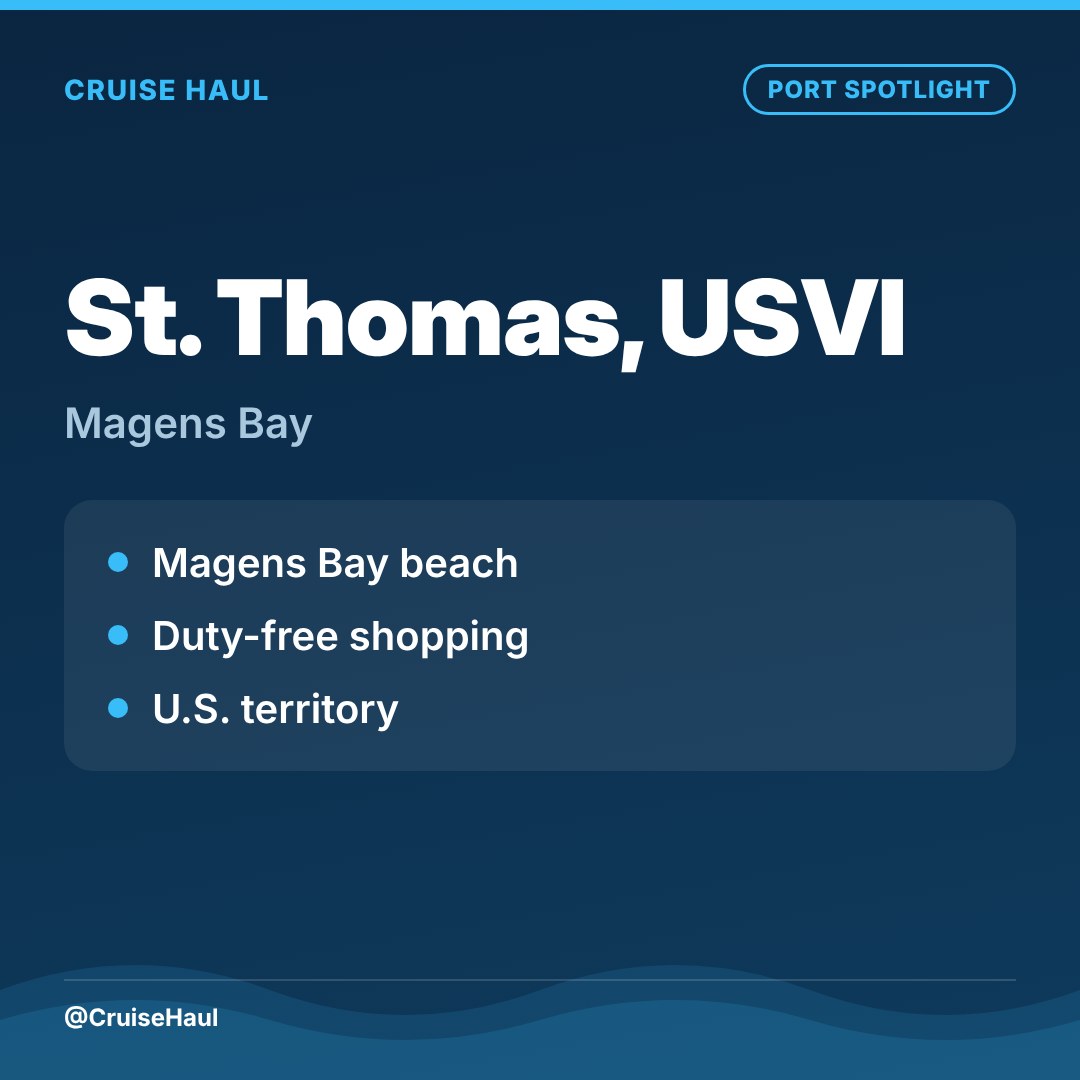 CRUISE HAUL
PORT SPOTLIGHT
St. Thomas, USVI
Magens Bay
Magens Bay beach
Duty-free shopping
U.S. territory
@CruiseHaul